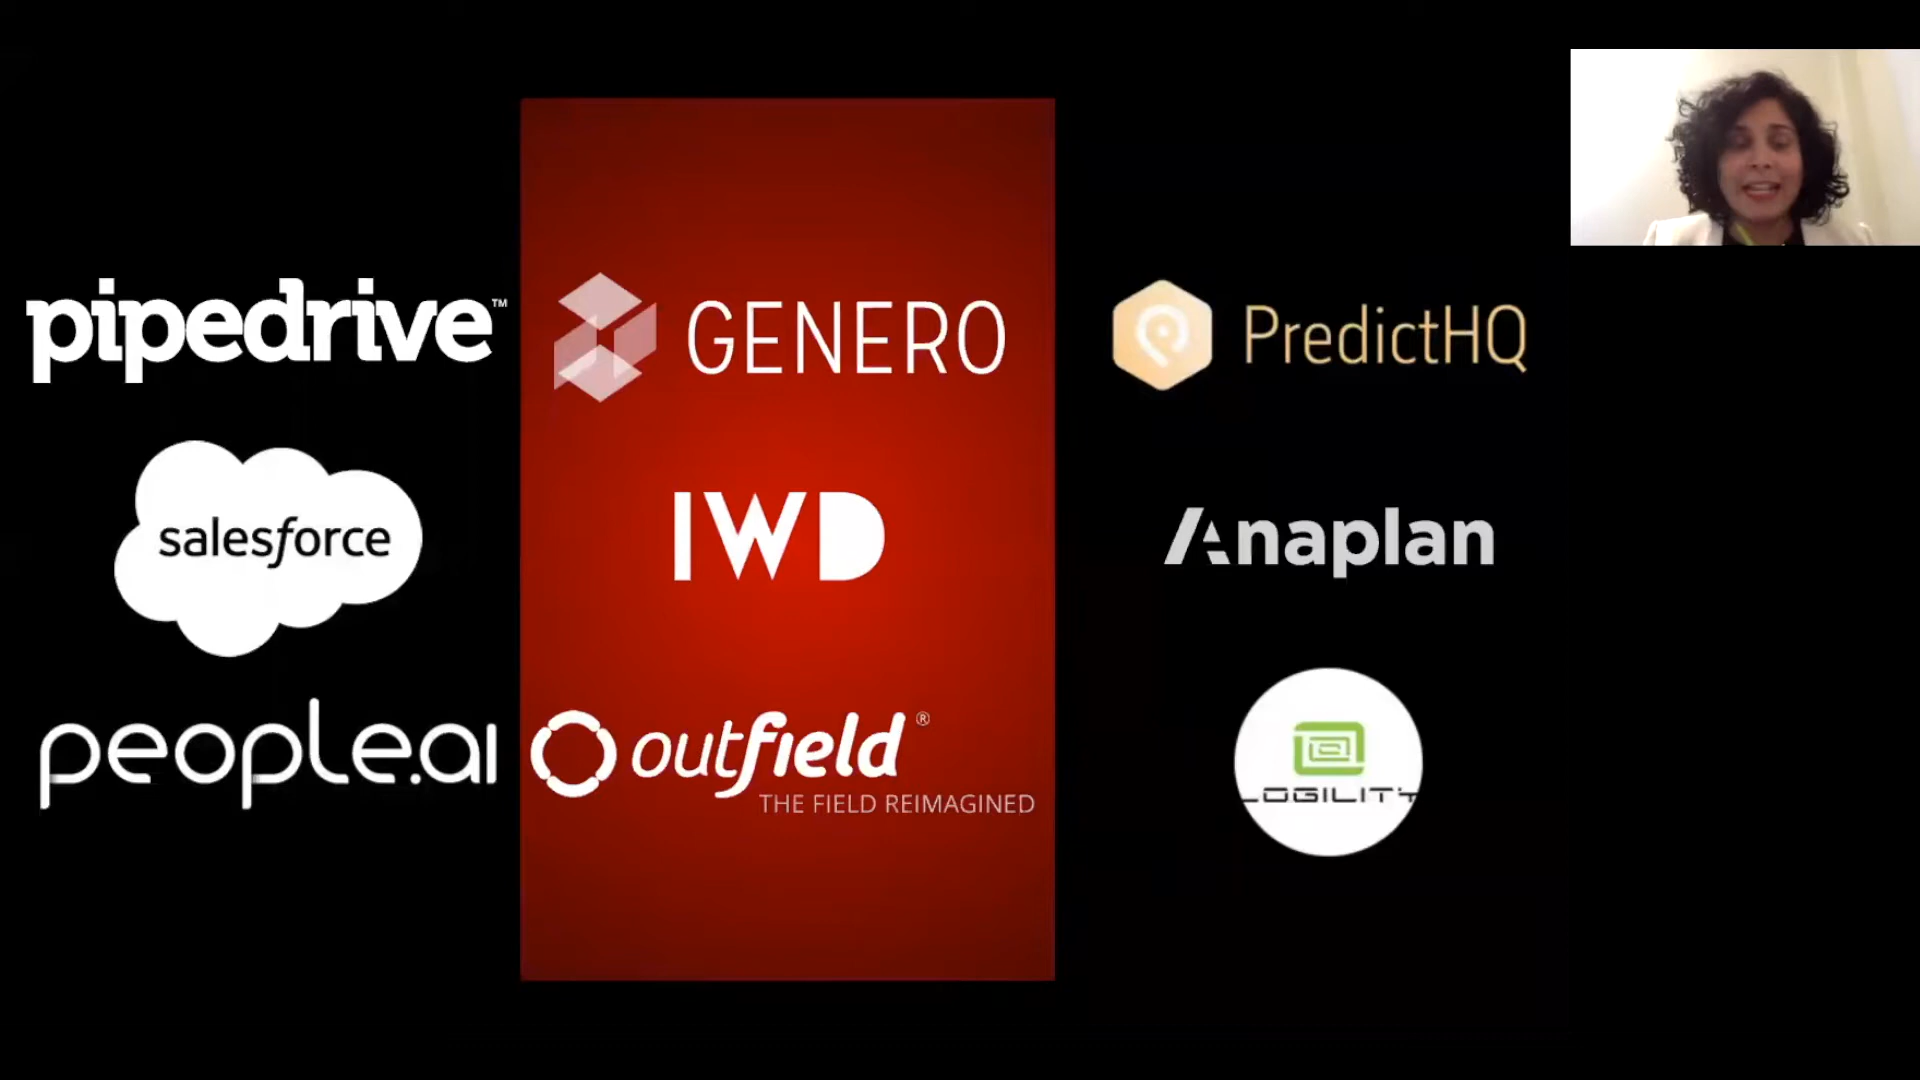 pipedrive™
GENERO
PredictHQ
salesforce
IWD
Anaplan
people.ai
outfield®
THE FIELD REIMAGINED
LOGILITY